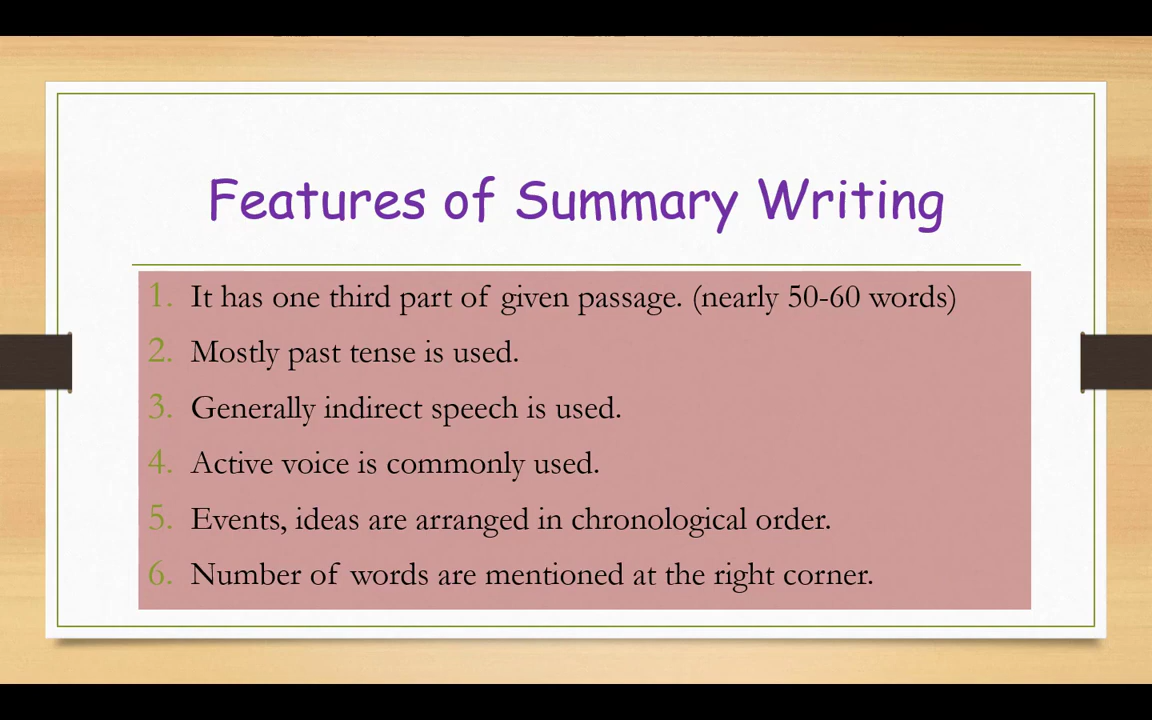 Features of Summary Writing
1. It has one third part of given passage. (nearly 50-60 words)
2. Mostly past tense is used.
3. Generally indirect speech is used.
4. Active voice is commonly used.
5. Events, ideas are arranged in chronological order.
6. Number of words are mentioned at the right corner.